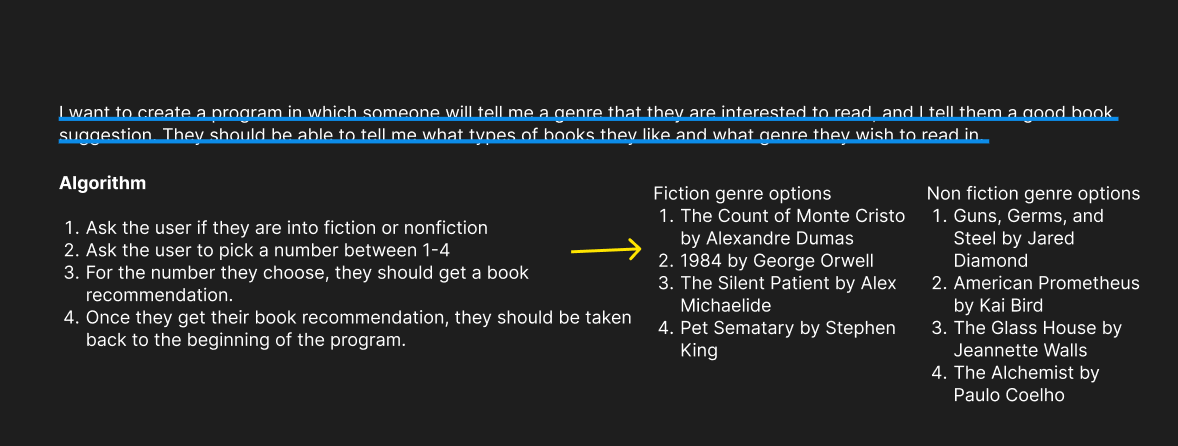 I want to create a program in which someone will tell me a genre that they are interested to read, and I tell them a good book
suggestion. They should be able to tell me what types of books they like and what genre they wish to read in.
Algorithm
1. Ask the user if they are into fiction or nonfiction
2. Ask the user to pick a number between 1-4
3. For the number they choose, they should get a book
recommendation.
4. Once they get their book recommendation, they should be taken
back to the beginning of the program.
Fiction genre options
1. The Count of Monte Cristo
by Alexandre Dumas
2. 1984 by George Orwell
3. The Silent Patient by Alex
Michaelide
4. Pet Sematary by Stephen
King
Non fiction genre options
1. Guns, Germs, and
Steel by Jared
Diamond
2. American Prometheus
by Kai Bird
3. The Glass House by
Jeannette Walls
4. The Alchemist by
Paulo Coelho